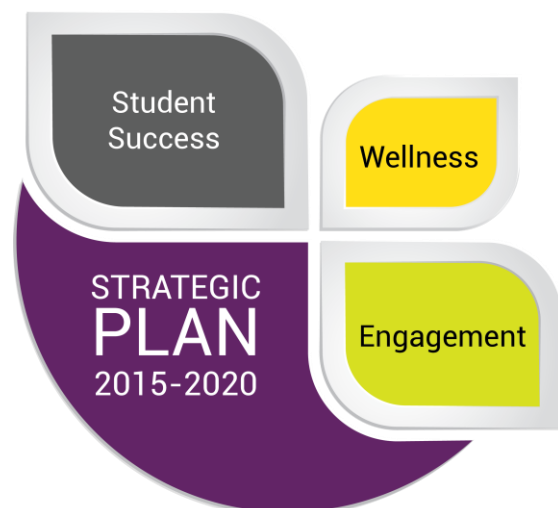 Student
Success
Wellness
STRATEGIC
PLAN
2015-2020
Engagement